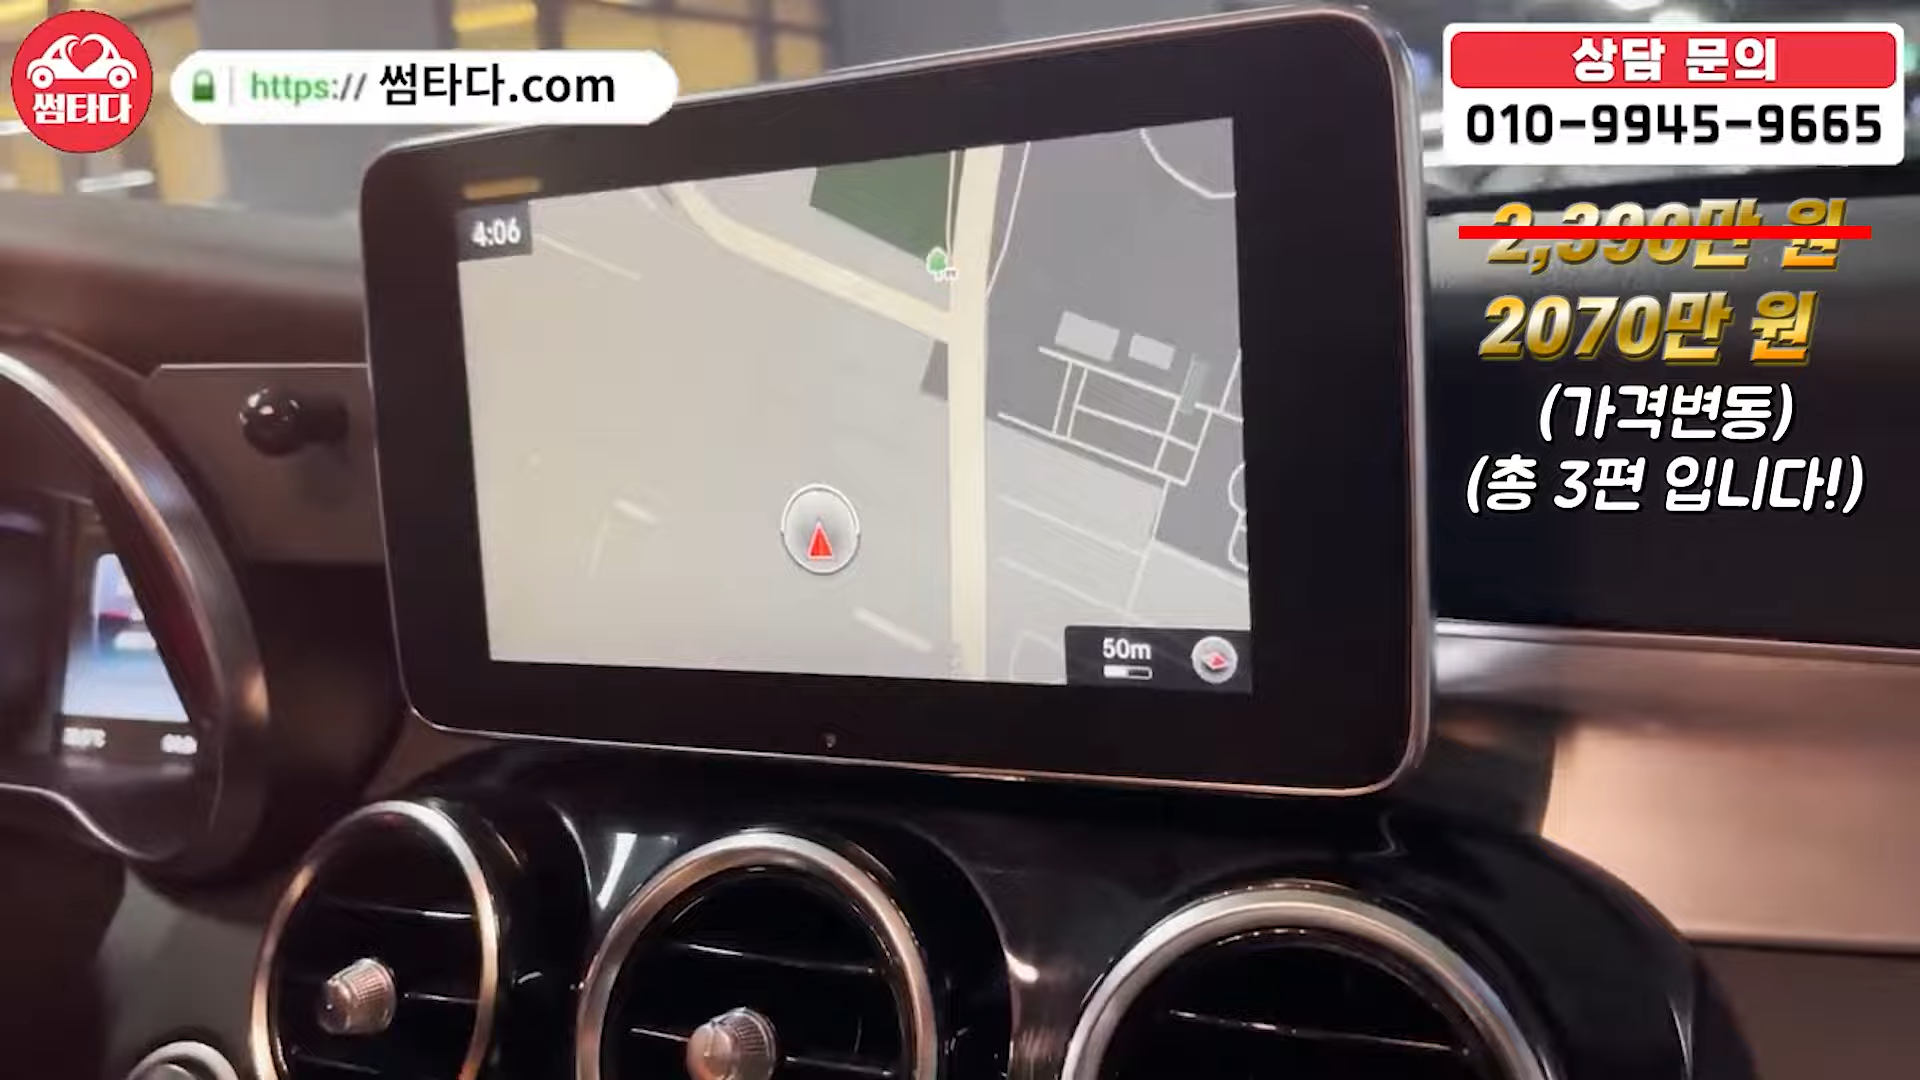 썸타다
https:// 썸타다.com
상담 문의
010-9945-9665
2,390만 원
2070만 원
(가격변동)
(총 3편 입니다!)
4:06
50m